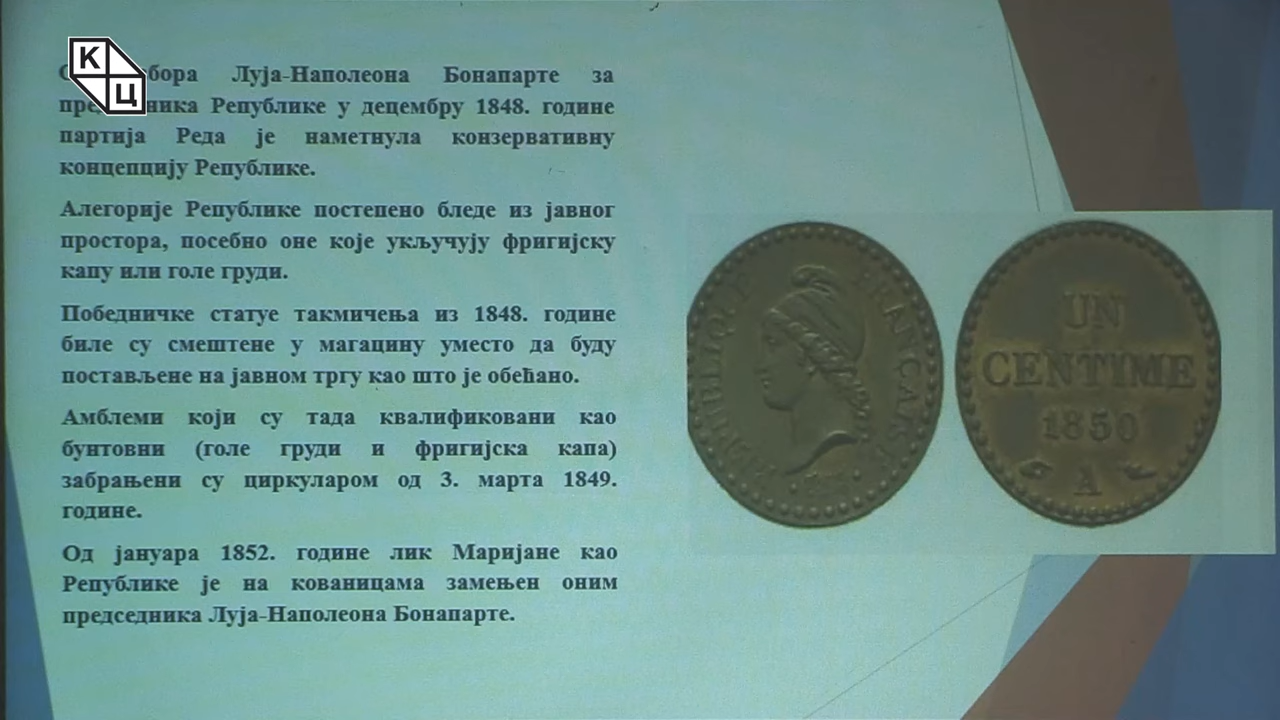 К
Ц
Луја-Наполеона Бонапарте за
Републике у децембру 1848. године
партија Реда је наметнула конзервативну
концепцију Републике.
Алегорије Републике постепено бледе из јавног
простора, посебно оне које укључују фригијску
капу или голе груди.
Победничке статуе такмичења из 1848. године
биле су смештене у магацину уместо да буду
постављене на јавном тргу као што је обећано.
Амблеми који су тада квалификовани као
бунтовни (голе груди и фригијска капа)
забрањени су циркуларом од 3. марта 1849.
године.
Од јануара 1852. године лик Маријане као
Републике је на кованицама замењен оним
председника Луја-Наполеона Бонапарте.
REPUBLIQUE FRANÇAISE
UN
CENTIME
1850
A